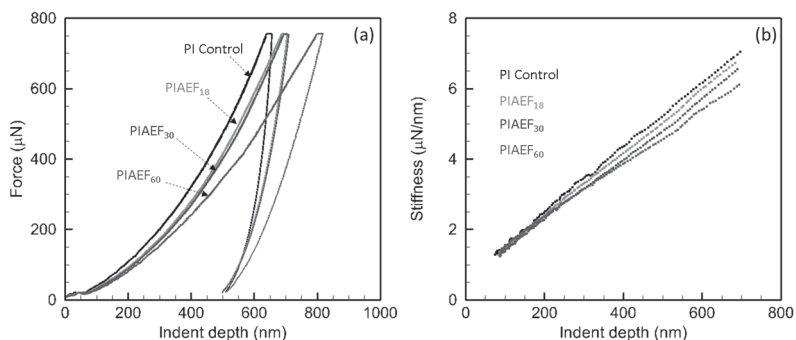 (a)
800
600
400
200
0
Force (μN)
PI Control
PIAEF18
PIAEF30
PIAEF60
0 200 400 600 800 1000
Indent depth (nm)
(b)
8
6
4
2
0
Stiffness (μN/nm)
PI Control
PIAEF18
PIAEF30
PIAEF60
0 200 400 600 800
Indent depth (nm)